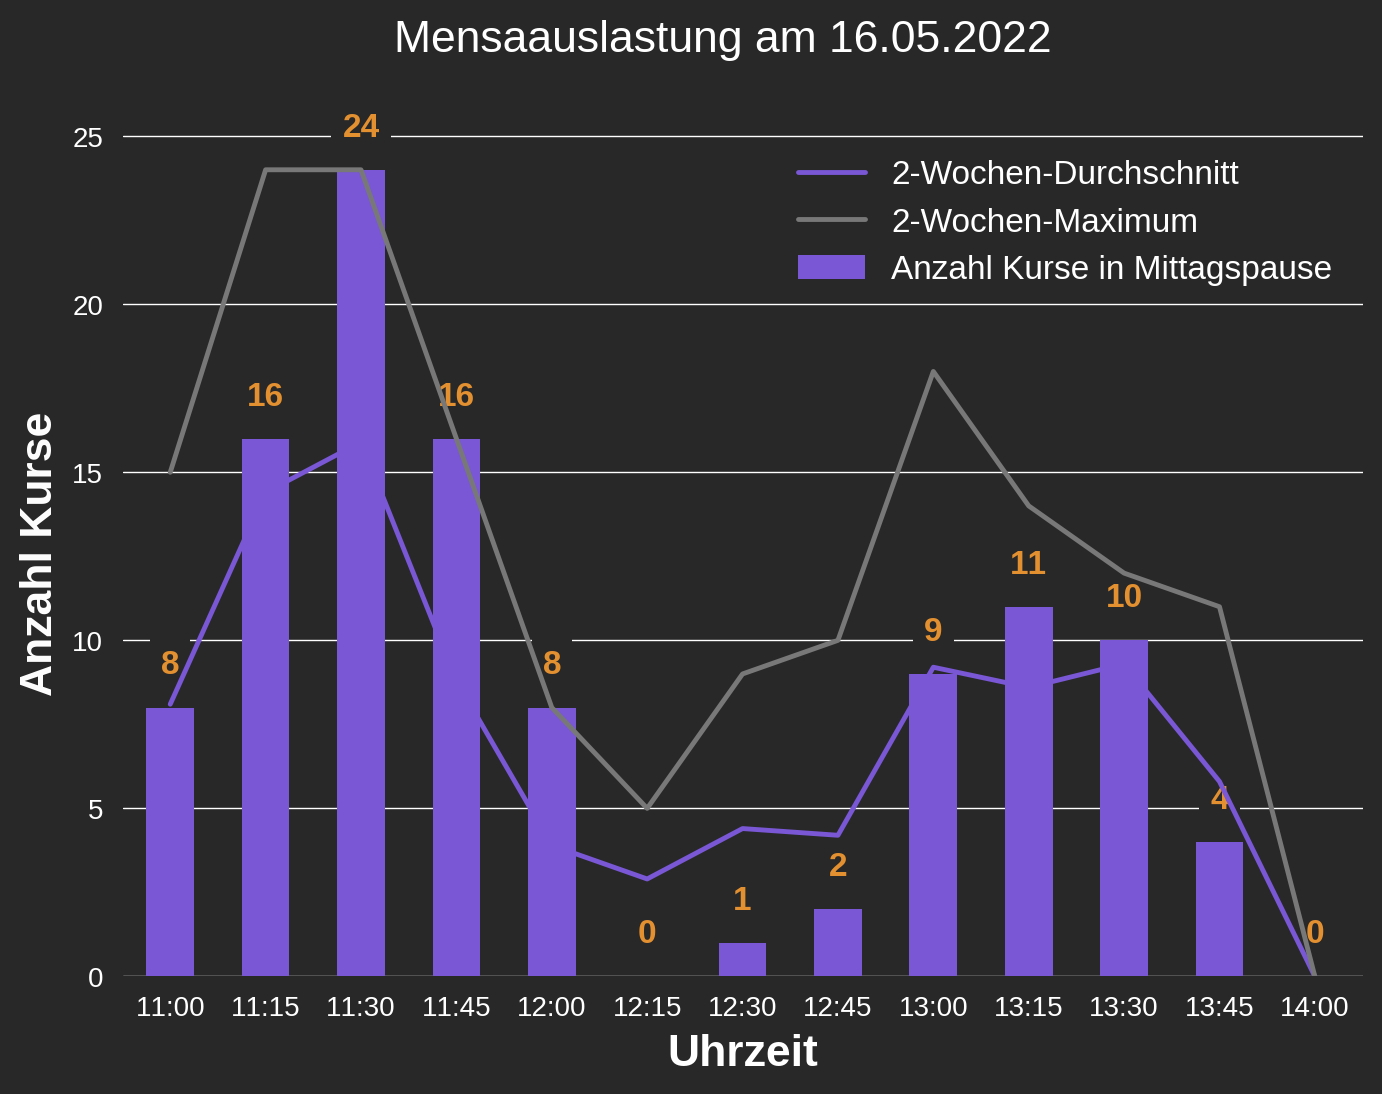 Mensaauslastung am 16.05.2022
2-Wochen-Durchschnitt
2-Wochen-Maximum
Anzahl Kurse in Mittagspause
Anzahl Kurse
25
20
15
10
5
0
8
16
24
16
8
0
1
2
9
11
10
4
0
11:00 11:15 11:30 11:45 12:00 12:15 12:30 12:45 13:00 13:15 13:30 13:45 14:00
Uhrzeit